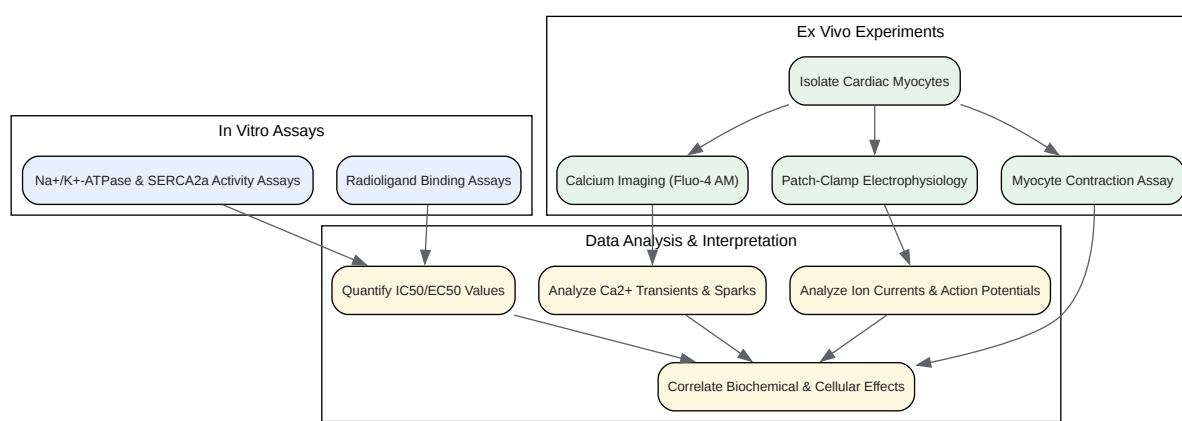 Ex Vivo Experiments
Isolate Cardiac Myocytes
In Vitro Assays
Na+/K+-ATPase & SERCA2a Activity Assays
Radioligand Binding Assays
Calcium Imaging (Fluo-4 AM)
Patch-Clamp Electrophysiology
Myocyte Contraction Assay
Data Analysis & Interpretation
Quantify IC50/EC50 Values
Analyze Ca2+ Transients & Sparks
Analyze Ion Currents & Action Potentials
Correlate Biochemical & Cellular Effects